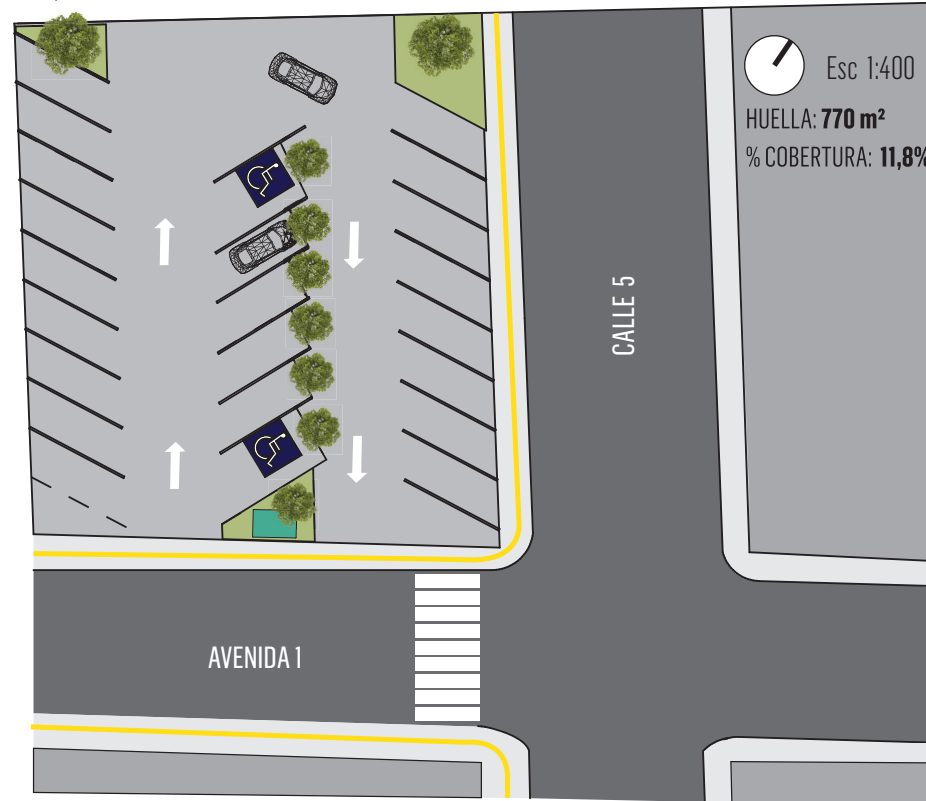 Esc 1:400
HUELLA: 770 m²
% COBERTURA: 11,8%
CALLE 5
AVENIDA 1